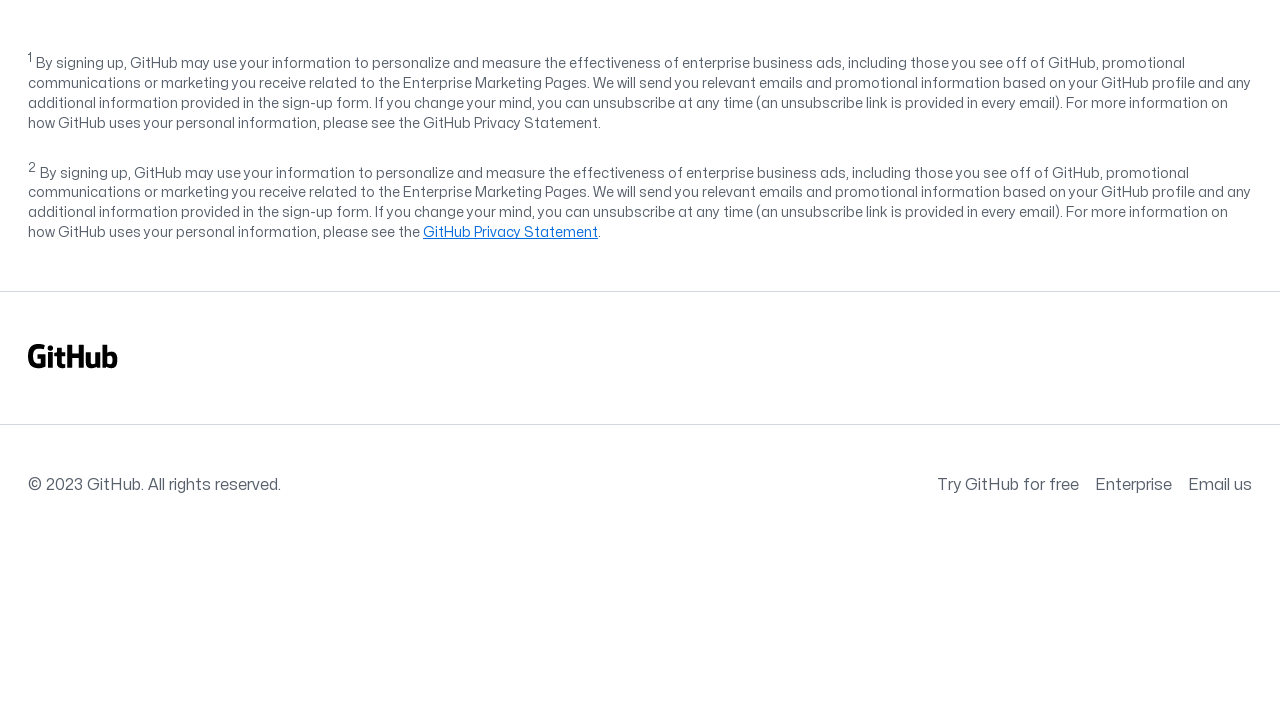 1 By signing up, GitHub may use your information to personalize and measure the effectiveness of enterprise business ads, including those you see off of GitHub, promotional
communications or marketing you receive related to the Enterprise Marketing Pages. We will send you relevant emails and promotional information based on your GitHub profile and any
additional information provided in the sign-up form. If you change your mind, you can unsubscribe at any time (an unsubscribe link is provided in every email). For more information on
how GitHub uses your personal information, please see the GitHub Privacy Statement.
2 By signing up, GitHub may use your information to personalize and measure the effectiveness of enterprise business ads, including those you see off of GitHub, promotional
communications or marketing you receive related to the Enterprise Marketing Pages. We will send you relevant emails and promotional information based on your GitHub profile and any
additional information provided in the sign-up form. If you change your mind, you can unsubscribe at any time (an unsubscribe link is provided in every email). For more information on
how GitHub uses your personal information, please see the GitHub Privacy Statement.
GitHub
© 2023 GitHub. All rights reserved.
Try GitHub for free
Enterprise
Email us